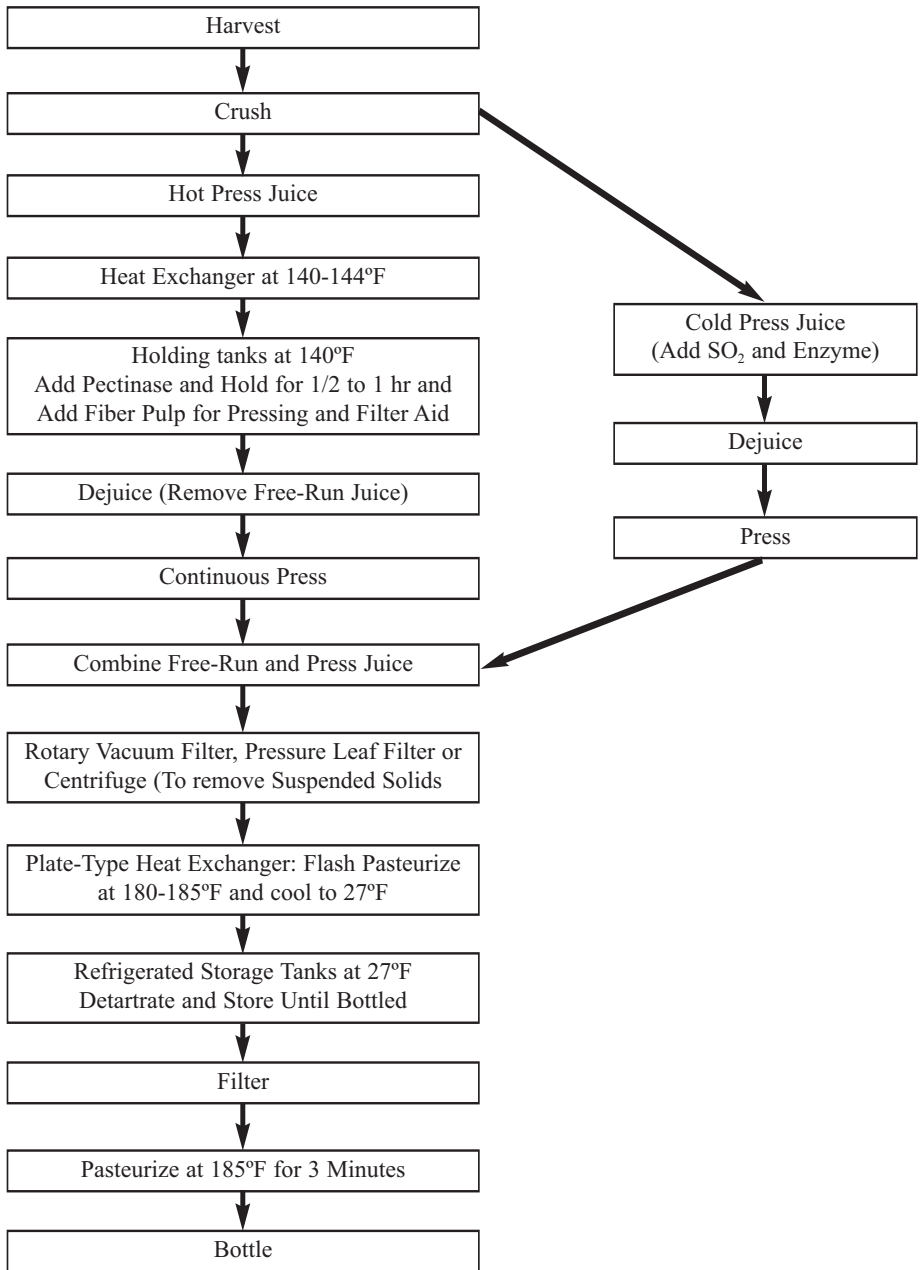 Harvest
Crush
Hot Press Juice
Heat Exchanger at 140-144ºF
Holding tanks at 140ºF
Add Pectinase and Hold for 1/2 to 1 hr and
Add Fiber Pulp for Pressing and Filter Aid
Dejuice (Remove Free-Run Juice)
Continuous Press
Cold Press Juice
(Add SO₂ and Enzyme)
Dejuice
Press
Combine Free-Run and Press Juice
Rotary Vacuum Filter, Pressure Leaf Filter or
Centrifuge (To remove Suspended Solids
Plate-Type Heat Exchanger: Flash Pasteurize
at 180-185ºF and cool to 27ºF
Refrigerated Storage Tanks at 27ºF
Detartrate and Store Until Bottled
Filter
Pasteurize at 185ºF for 3 Minutes
Bottle